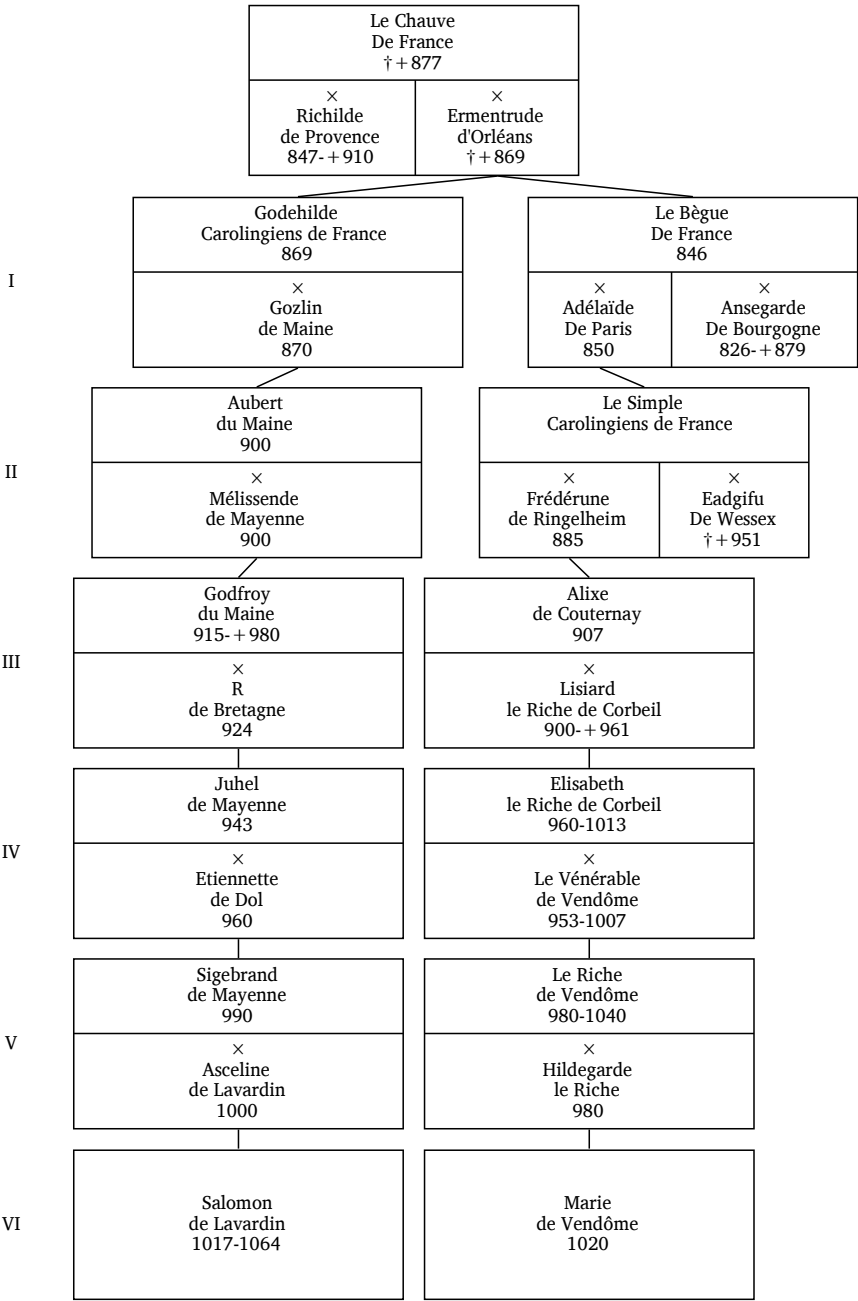 Le Chauve
De France
†+877
×
Richilde
de Provence
847-+910
×
Ermentrude
d'Orléans
†+869
I
Godehilde
Carolingiens de France
869
×
Gozlin
de Maine
870
Le Bègue
De France
846
×
Adélaïde
De Paris
850
×
Ansegarde
De Bourgogne
826-+879
II
Aubert
du Maine
900
×
Mélissende
de Mayenne
900
Le Simple
Carolingiens de France
×
Frédérune
de Ringelheim
885
×
Eadgifu
De Wessex
†+951
III
Godfroy
du Maine
915-+980
×
R
de Bretagne
924
Alixe
de Couternay
907
×
Lisiard
le Riche de Corbeil
900-+961
IV
Juhel
de Mayenne
943
×
Etiennette
de Dol
960
Elisabeth
le Riche de Corbeil
960-1013
×
Le Vénérable
de Vendôme
953-1007
V
Sigebrand
de Mayenne
990
×
Asceline
de Lavardin
1000
Le Riche
de Vendôme
980-1040
×
Hildegarde
le Riche
980
VI
Salomon
de Lavardin
1017-1064
Marie
de Vendôme
1020